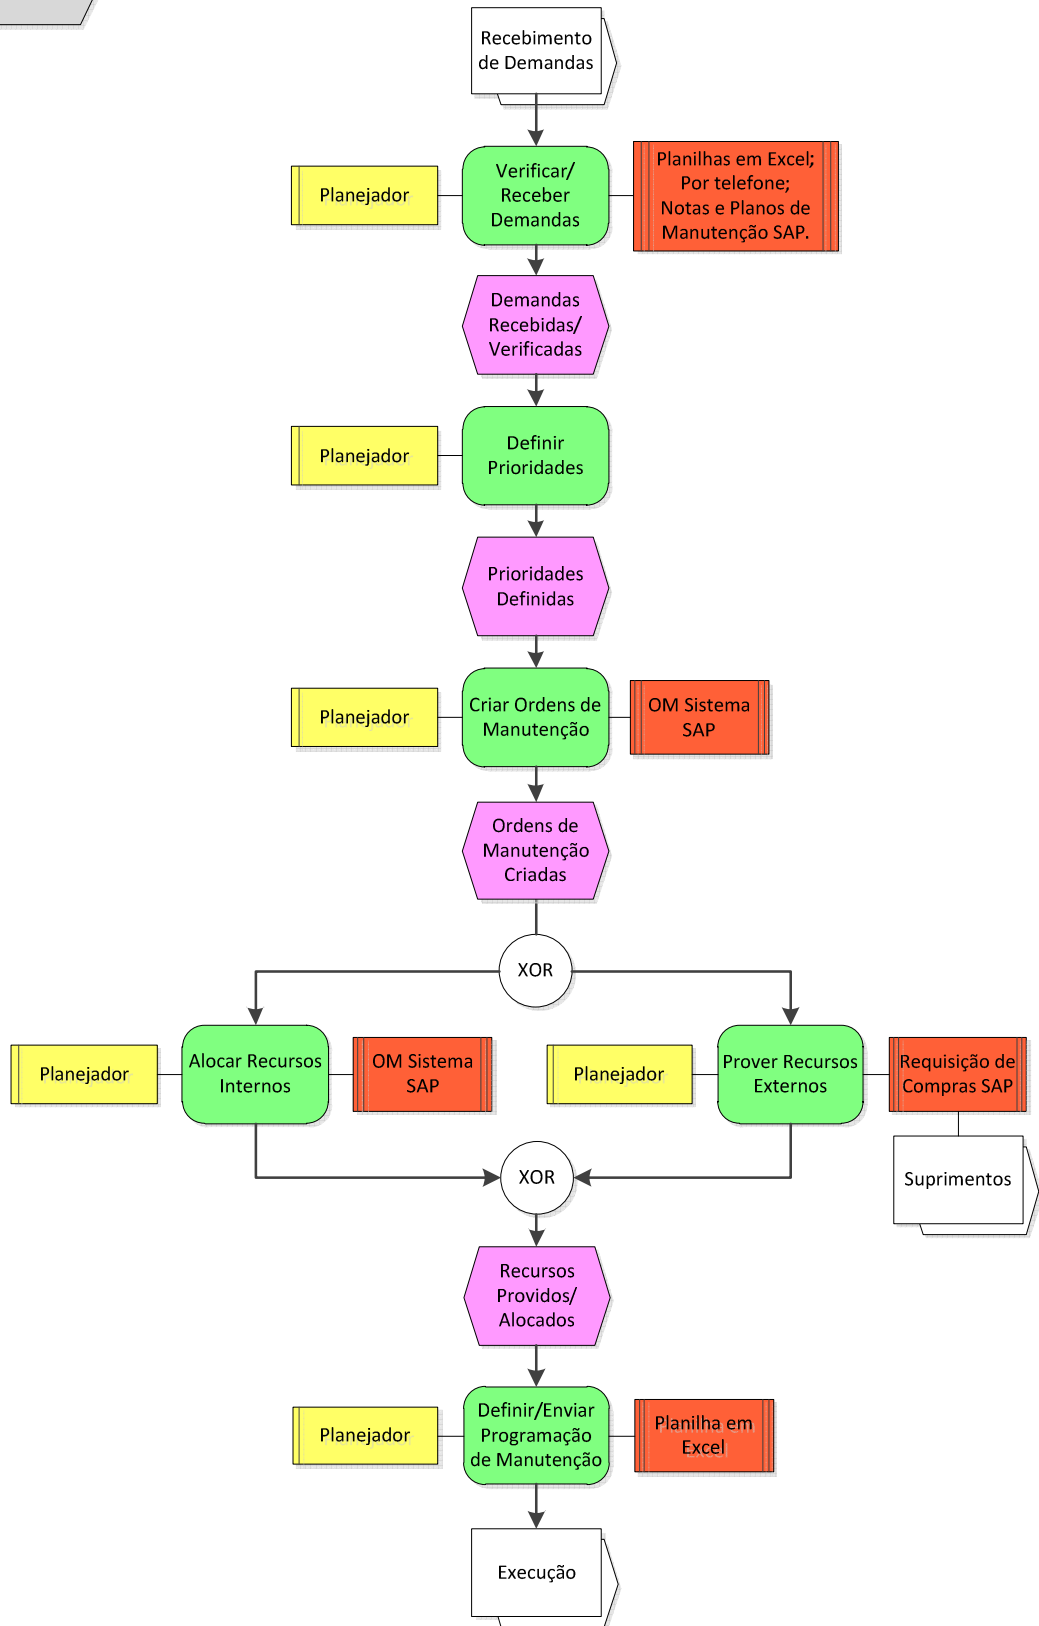 Recebimento
de Demandas
Planejador
Verificar/
Receber
Demandas
Planilhas em Excel;
Por telefone;
Notas e Planos de
Manutenção SAP.
Demandas
Recebidas/
Verificadas
Planejador
Definir
Prioridades
Prioridades
Definidas
Planejador
Criar Ordens de
Manutenção
OM Sistema
SAP
Ordens de
Manutenção
Criadas
XOR
Planejador
Alocar Recursos
Internos
OM Sistema
SAP
Planejador
Prover Recursos
Externos
Requisição de
Compras SAP
XOR
Suprimentos
Recursos
Providos/
Alocados
Planejador
Definir/Enviar
Programação
de Manutenção
Planilha em
Excel
Execução